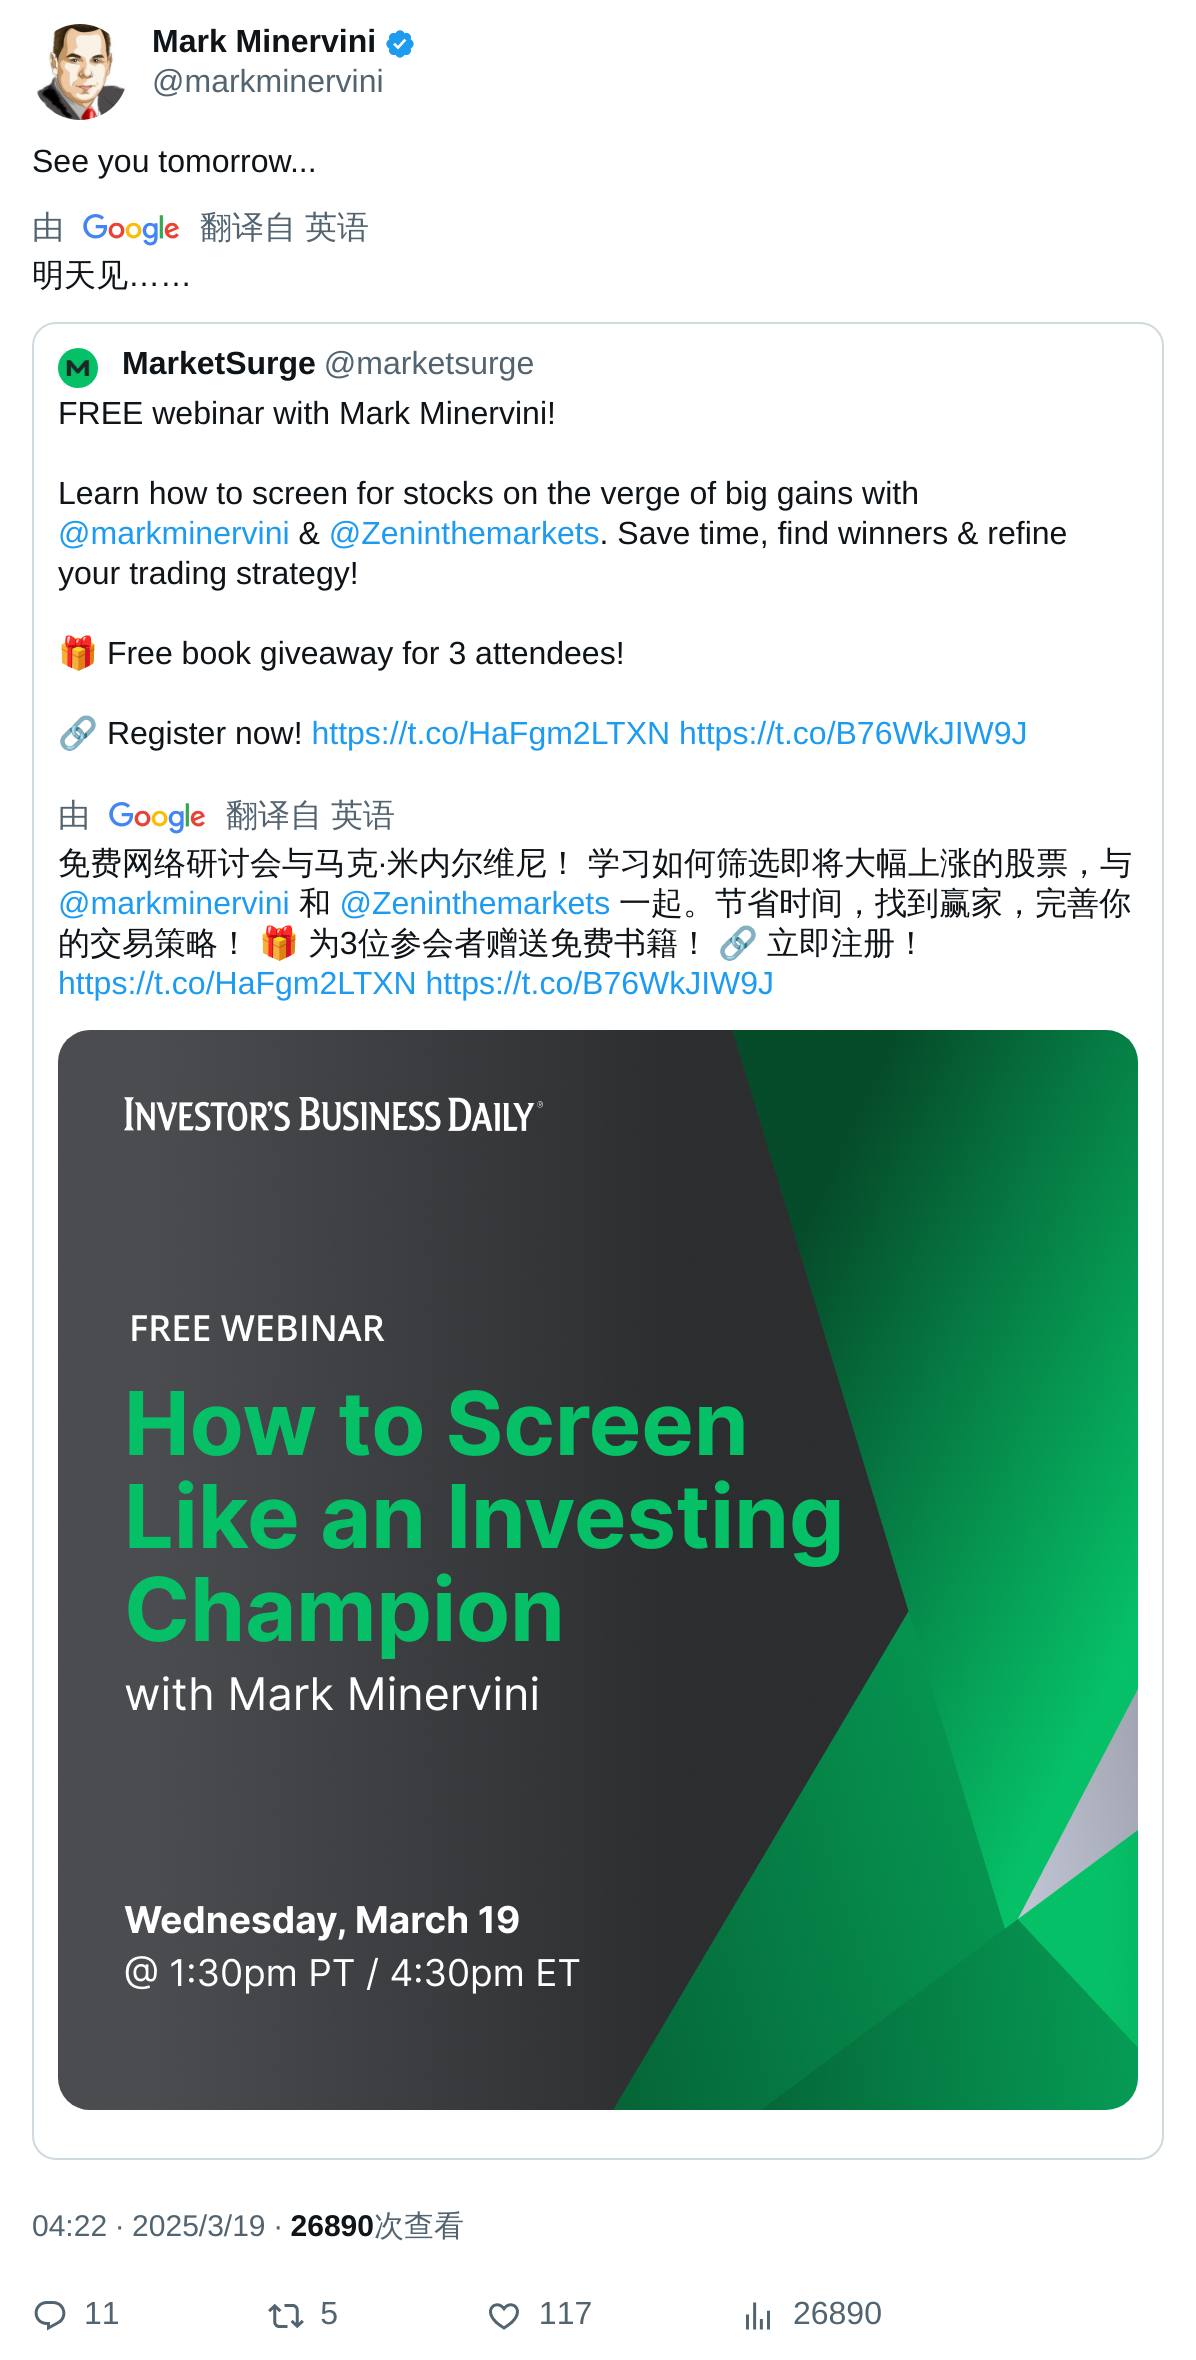 Mark Minervini
@markminervini
See you tomorrow...
由 Google 翻译自 英语
明天见……
MarketSurge @marketsurge
FREE webinar with Mark Minervini!
Learn how to screen for stocks on the verge of big gains with
@markminervini & @Zeninthemarkets. Save time, find winners & refine
your trading strategy!
🎁 Free book giveaway for 3 attendees!
🔗 Register now! https://t.co/HaFgm2LTXN https://t.co/B76WkJIW9J
由 Google 翻译自 英语
免费网络研讨会与马克·米内尔维尼！ 学习如何筛选即将大幅上涨的股票，与
@markminervini 和 @Zeninthemarkets 一起。节省时间，找到赢家，完善你
的交易策略！ 🎁 为3位参会者赠送免费书籍！ 🔗 立即注册！
https://t.co/HaFgm2LTXN https://t.co/B76WkJIW9J
INVESTOR'S BUSINESS DAILY®
FREE WEBINAR
How to Screen
Like an Investing
Champion
with Mark Minervini
Wednesday, March 19
@ 1:30pm PT / 4:30pm ET
04:22 · 2025/3/19 · 26890次查看
11 5 117 26890